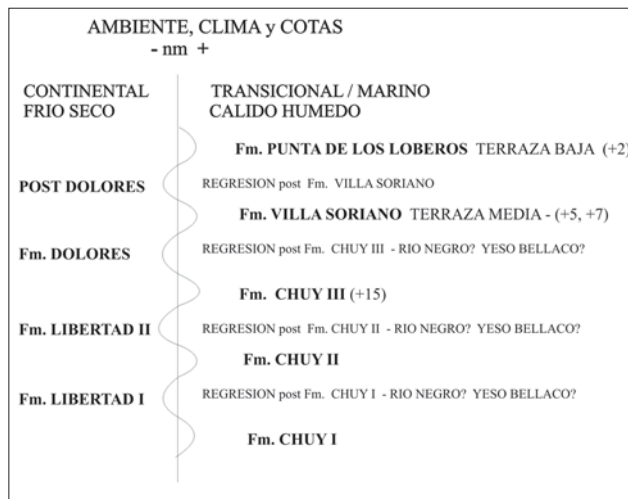 AMBIENTE, CLIMA y COTAS
- nm +
CONTINENTAL
FRIO SECO
TRANSICIONAL / MARINO
CALIDO HUMEDO
Fm. PUNTA DE LOS LOBEROS TERRAZA BAJA (+2)
POST DOLORES
REGRESION post Fm. VILLA SORIANO
Fm. VILLA SORIANO TERRAZA MEDIA - (+5, +7)
Fm. DOLORES
REGRESION post Fm. CHUY III - RIO NEGRO? YESO BELLACO?
Fm. CHUY III (+15)
Fm. LIBERTAD II
REGRESION post Fm. CHUY II - RIO NEGRO? YESO BELLACO?
Fm. CHUY II
Fm. LIBERTAD I
REGRESION post Fm. CHUY I - RIO NEGRO? YESO BELLACO?
Fm. CHUY I